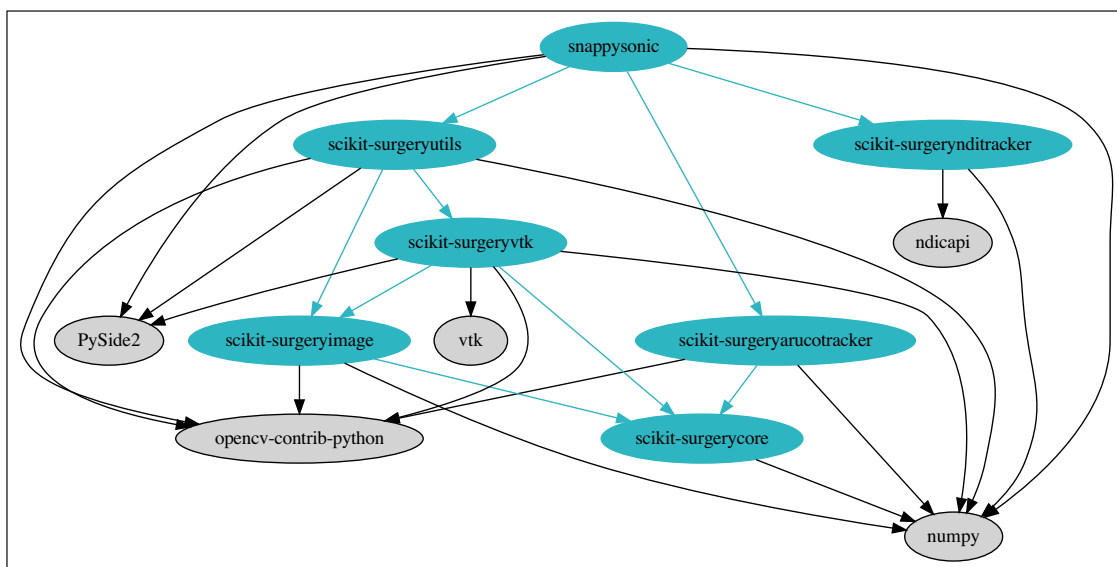 snappysonic
scikit-surgeryutils
scikit-surgerynditracker
scikit-surgeryvtk
ndicapi
PySide2
scikit-surgeryimage
vtk
scikit-surgeryarucotracker
opencv-contrib-python
scikit-surgerycore
numpy